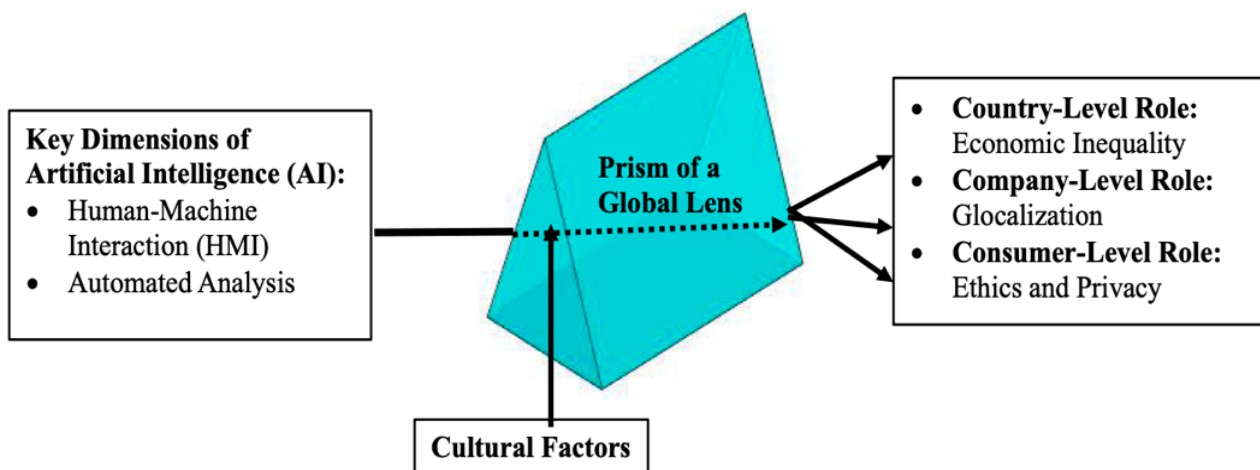 Key Dimensions of
Artificial Intelligence (AI):
• Human-Machine
Interaction (HMI)
• Automated Analysis
Prism of a
Global Lens
Cultural Factors
• Country-Level Role:
Economic Inequality
• Company-Level Role:
Glocalization
• Consumer-Level Role:
Ethics and Privacy